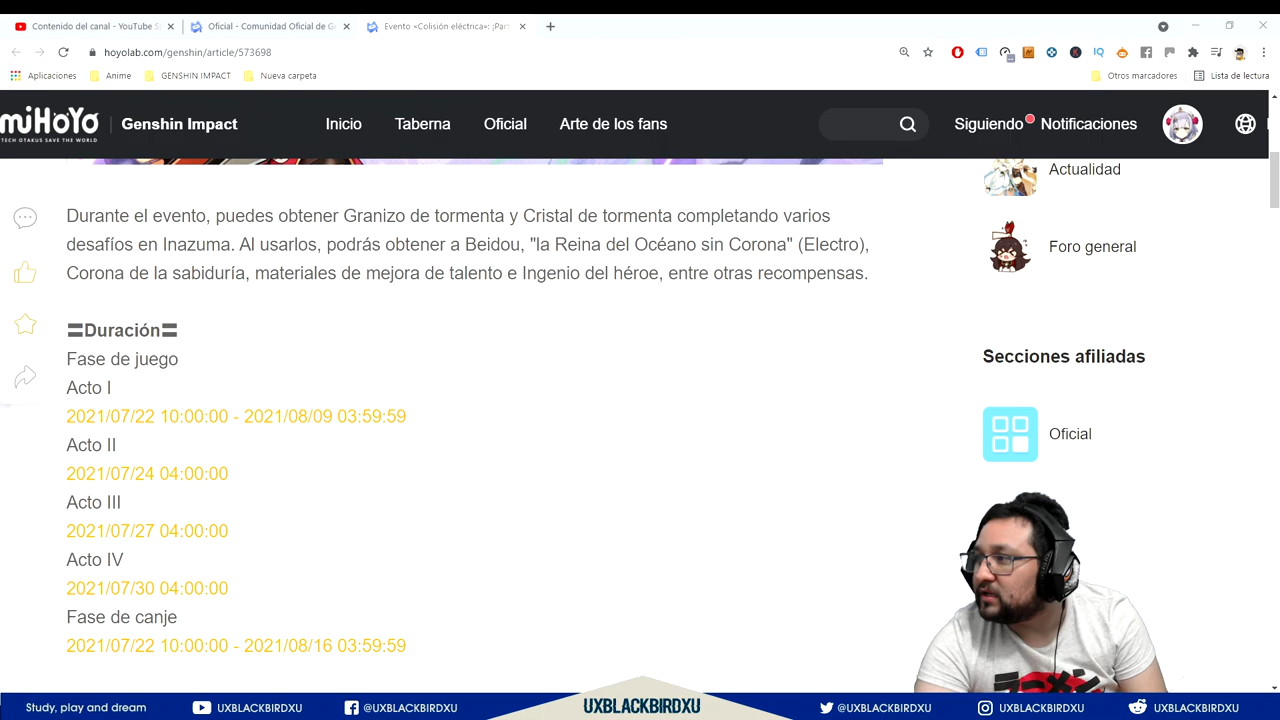 Contenido del canal - YouTube S
Oficial - Comunidad Oficial de Ge
Evento «Colisión eléctrica»: ¡Part
hoyolab.com/genshin/article/573698
Aplicaciones
Anime
GENSHIN IMPACT
Nueva carpeta
Otros marcadores
Lista de lectura
miHoYo
TECH OTAKUS SAVE THE WORLD
Genshin Impact
Inicio
Taberna
Oficial
Arte de los fans
Siguiendo
Notificaciones
Actualidad
Foro general
Durante el evento, puedes obtener Granizo de tormenta y Cristal de tormenta completando varios
desafíos en Inazuma. Al usarlos, podrás obtener a Beidou, "la Reina del Océano sin Corona" (Electro),
Corona de la sabiduría, materiales de mejora de talento e Ingenio del héroe, entre otras recompensas.
〓Duración〓
Fase de juego
Acto I
2021/07/22 10:00:00 - 2021/08/09 03:59:59
Acto II
2021/07/24 04:00:00
Acto III
2021/07/27 04:00:00
Acto IV
2021/07/30 04:00:00
Fase de canje
2021/07/22 10:00:00 - 2021/08/16 03:59:59
Secciones afiliadas
Oficial
Study, play and dream
UXBLACKBIRDXU
@UXBLACKBIRDXU
UXBLACKBIRDXU
@UXBLACKBIRDXU
UXBLACKBIRDXU
UXBLACKBIRDXU